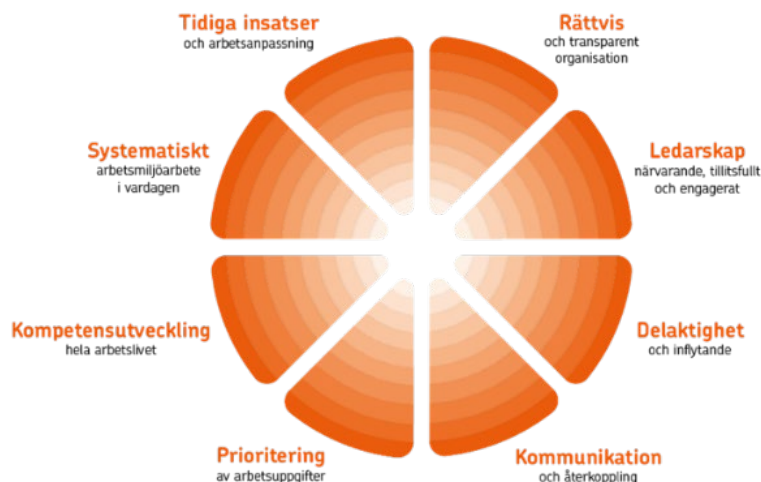 Tidiga insatser
och arbetsanpassning
Rättvis
och transparent
organisation
Systematiskt
arbetsmiljöarbete
i vardagen
Ledarskap
närvarande, tillitsfullt
och engagerat
Kompetensutveckling
hela arbetslivet
Delaktighet
och inflytande
Prioritering
av arbetsuppgifter
Kommunikation
och återkoppling